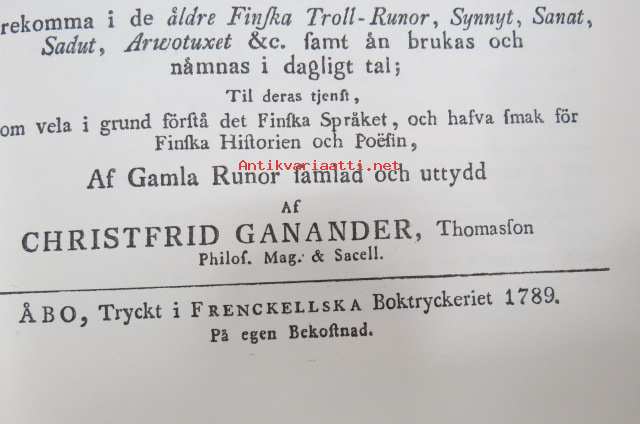 rekomma i de åldre Finſka Troll-Runor, Synnyt, Sanat,
Sadut, Arwotuxet &c. ſamt ån brukas och
nåmnas i dagligt tal;
Til deras tjenſt,
om vela i grund förſtå det Finſka Språket, och hafva ſmak för
Finſka Hiſtorien och Poëſin,
Antikvariaatti.net
Af Gamla Runor ſamlad och uttydd
AF
CHRISTFRID GANANDER, Thomasſon
Philoſ. Mag. & Sacell.
ÅBO, Tryckt i FRENCKELLSKA Boktryckeriet 1789.
På egen Bekoſtnad.